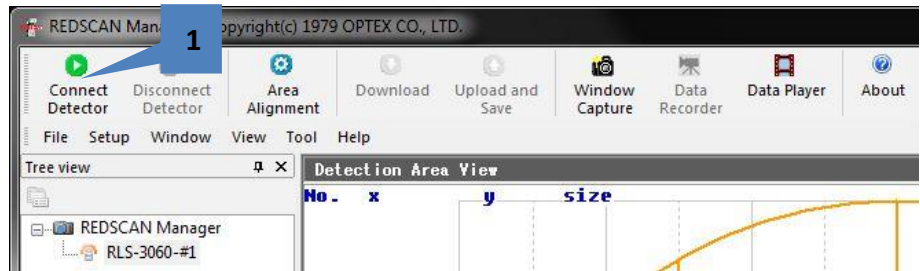 REDSCAN Man pyright(c) 1979 OPTEX CO., LTD.
1
Connect Detector
Disconnect Detector
Area Alignment
Download
Upload and Save
Window Capture
Data Recorder
Data Player
About
File Setup Window View Tool Help
Tree view
Detection Area View
No. x y size
REDSCAN Manager
RLS-3060-#1